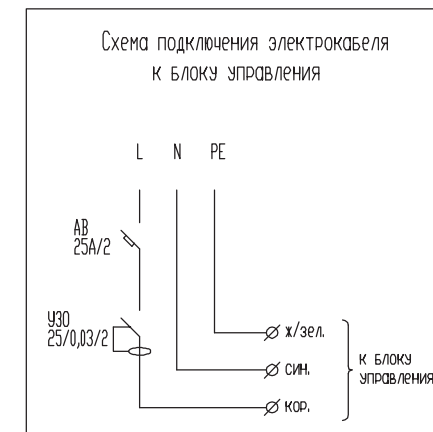 Схема подключения электрокабеля
к блоку управления
L N PE
АВ
25А/2
УЗО
25/0,03/2
ж/зел.
син.
кор.
к блоку
управления